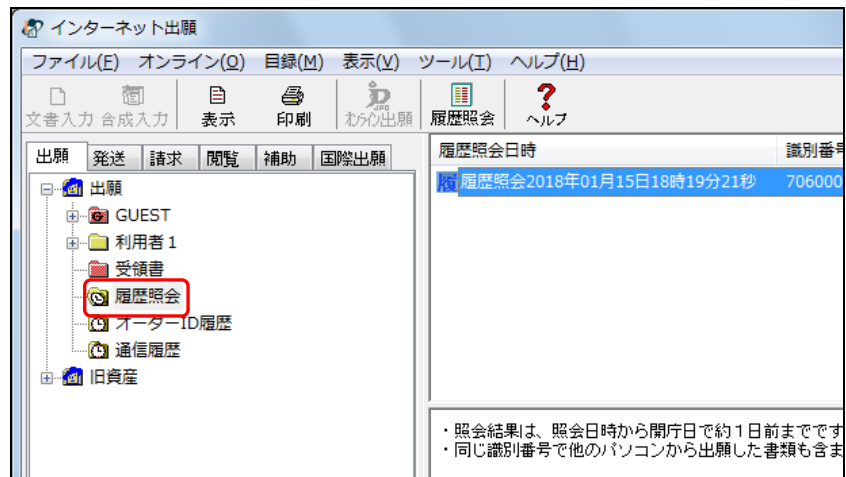 インターネット出願
ファイル(F) オンライン(O) 目録(M) 表示(V) ツール(T) ヘルプ(H)
文書入力 合成入力 表示 印刷 わライン出願 履歴照会 ヘルプ
出願 発送 請求 閲覧 補助 国際出願
履歴照会日時 識別番号
出願
履歴照会2018年01月15日18時19分21秒 706000
GUEST
利用者1
受領書
履歴照会
オーダーID履歴
通信履歴
旧資産
・照会結果は、照会日時から開庁日で約1日前までです
・同じ識別番号で他のパソコンから出願した書類も含ま